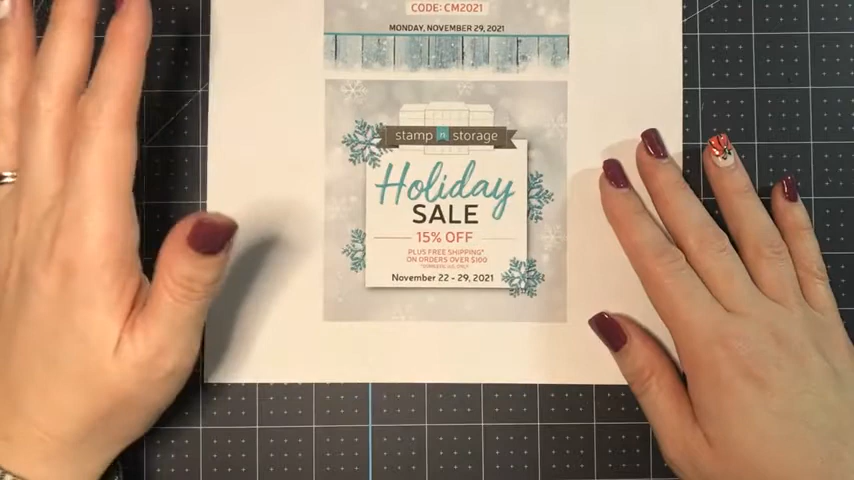 CODE: CM2021
MONDAY, NOVEMBER 29, 2021
stamp n storage
Holiday
SALE
15% OFF
PLUS FREE SHIPPING*
ON ORDERS OVER $100
November 22 - 29, 2021